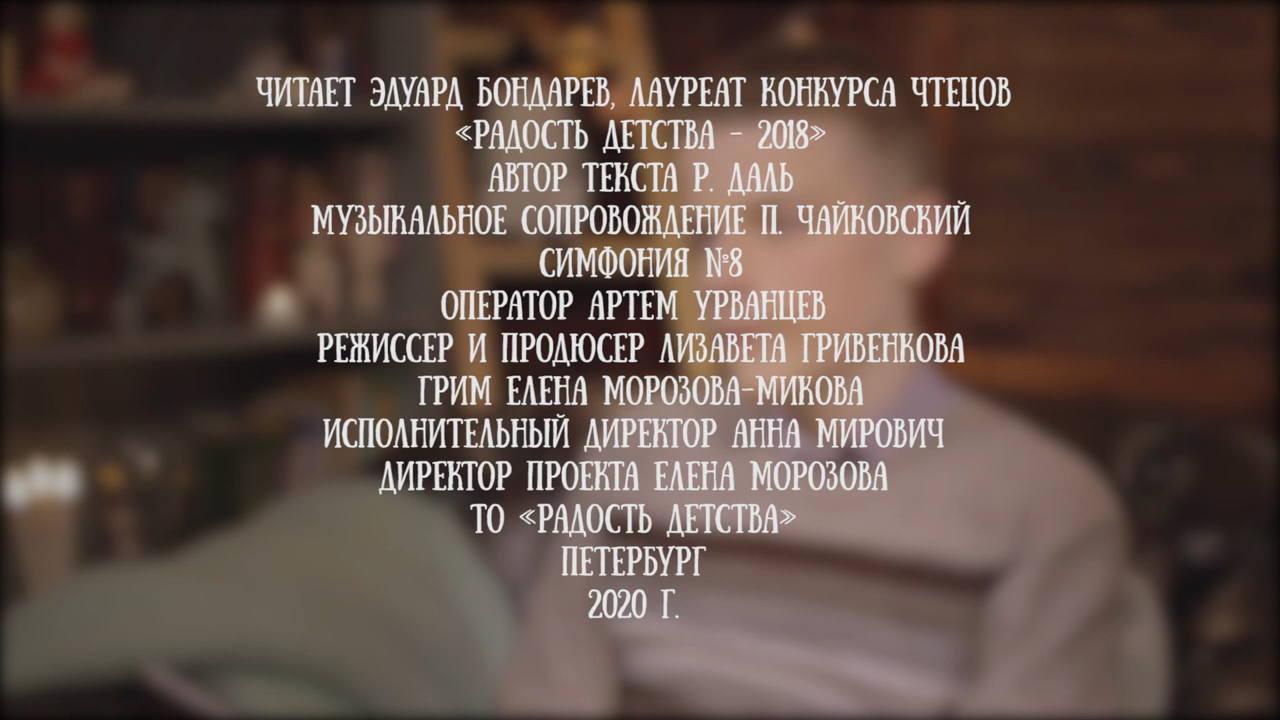 ЧИТАЕТ ЭДУАРД БОНДАРЕВ, ЛАУРЕАТ КОНКУРСА ЧТЕЦОВ
«РАДОСТЬ ДЕТСТВА - 2018»
АВТОР ТЕКСТА Р. ДАЛЬ
МУЗЫКАЛЬНОЕ СОПРОВОЖДЕНИЕ П. ЧАЙКОВСКИЙ
СИМФОНИЯ №8
ОПЕРАТОР АРТЕМ УРВАНЦЕВ
РЕЖИССЕР И ПРОДЮСЕР ЛИЗАВЕТА ГРИВЕНКОВА
ГРИМ ЕЛЕНА МОРОЗОВА-МИКОВА
ИСПОЛНИТЕЛЬНЫЙ ДИРЕКТОР АННА МИРОВИЧ
ДИРЕКТОР ПРОЕКТА ЕЛЕНА МОРОЗОВА
ТО «РАДОСТЬ ДЕТСТВА»
ПЕТЕРБУРГ
2020 Г.